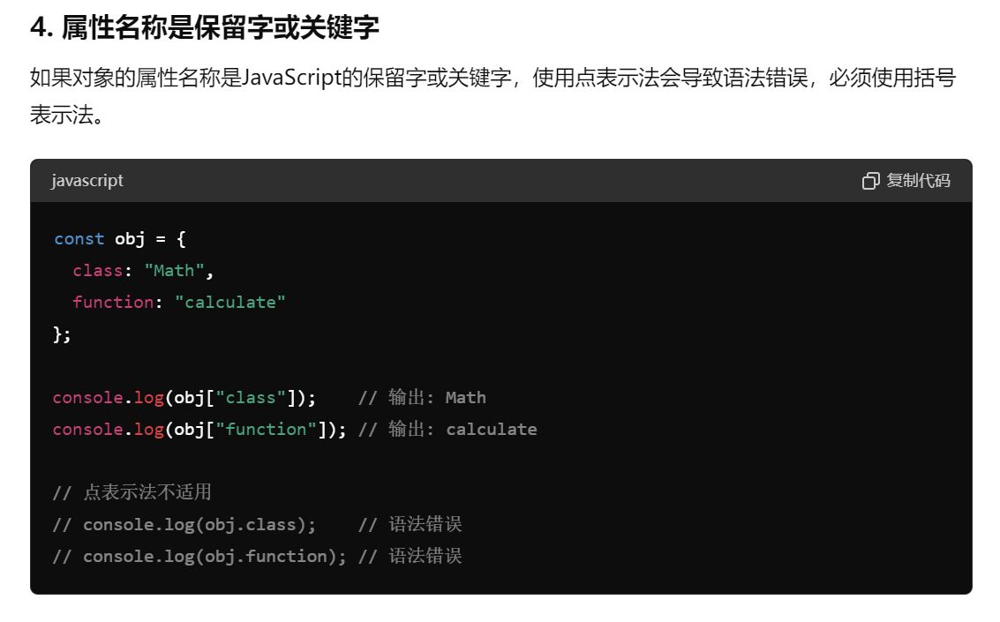 4. 属性名称是保留字或关键字
如果对象的属性名称是JavaScript的保留字或关键字，使用点表示法会导致语法错误，必须使用括号
表示法。
javascript
复制代码
const obj = {
  class: "Math",
  function: "calculate"
};
console.log(obj["class"]);    // 输出: Math
console.log(obj["function"]); // 输出: calculate
// 点表示法不适用
// console.log(obj.class);    // 语法错误
// console.log(obj.function); // 语法错误